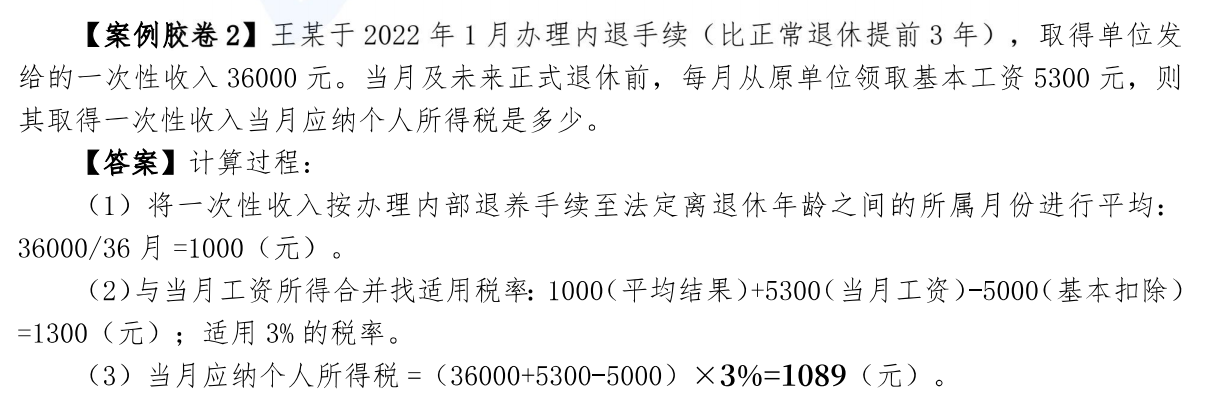 【案例胶卷 2】王某于 2022 年 1 月办理内退手续（比正常退休提前 3 年），取得单位发
给的一次性收入 36000 元。当月及未来正式退休前，每月从原单位领取基本工资 5300 元，则
其取得一次性收入当月应纳个人所得税是多少。
【答案】计算过程：
（1）将一次性收入按办理内部退养手续至法定离退休年龄之间的所属月份进行平均：
36000/36 月=1000（元）。
（2）与当月工资所得合并找适用税率：1000（平均结果）+5300（当月工资）-5000（基本扣除）
=1300（元）；适用 3%的税率。
（3）当月应纳个人所得税=（36000+5300-5000）×3%=1089（元）。